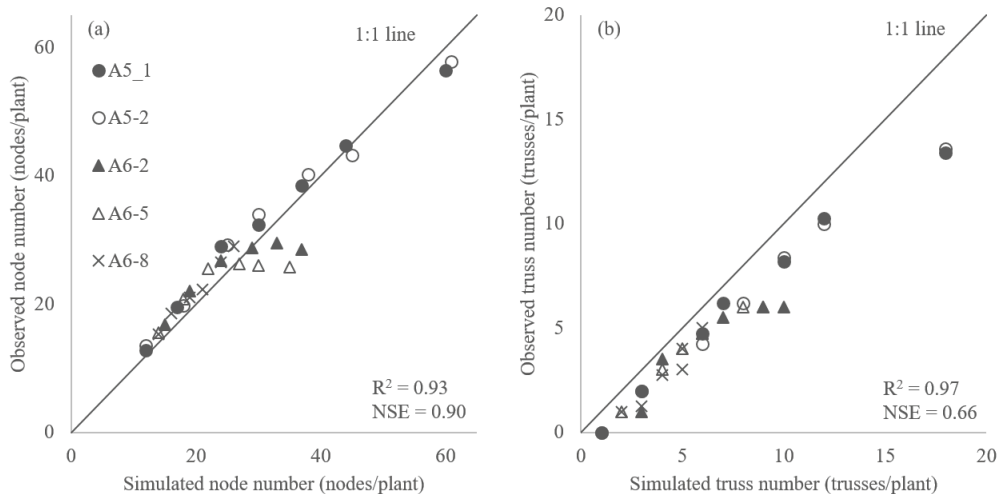 (a)
1:1 line
A5_1
A5-2
A6-2
A6-5
A6-8
R² = 0.93
NSE = 0.90
60
40
20
0
0 20 40 60
Observed node number (nodes/plant)
Simulated node number (nodes/plant)
(b)
1:1 line
R² = 0.97
NSE = 0.66
20
15
10
5
0
0 5 10 15 20
Observed truss number (trusses/plant)
Simulated truss number (trusses/plant)